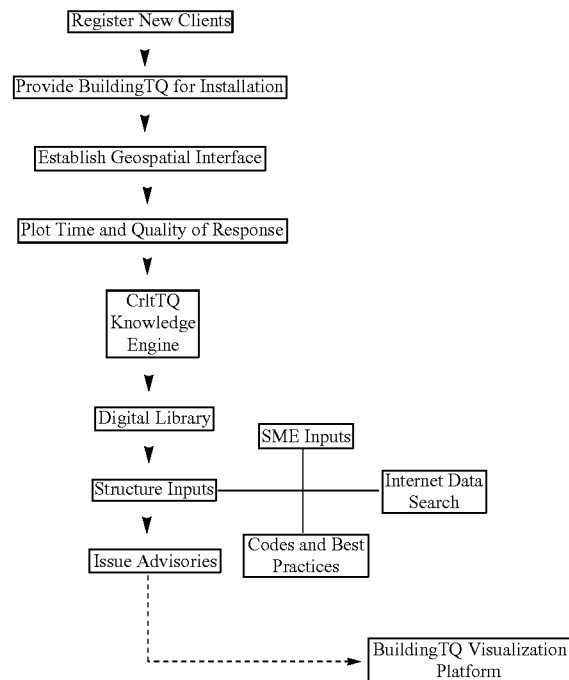 Register New Clients
Provide BuildingTQ for Installation
Establish Geospatial Interface
Plot Time and Quality of Response
CrltTQ
Knowledge
Engine
Digital Library
SME Inputs
Structure Inputs
Internet Data
Search
Codes and Best
Practices
Issue Advisories
BuildingTQ Visualization
Platform